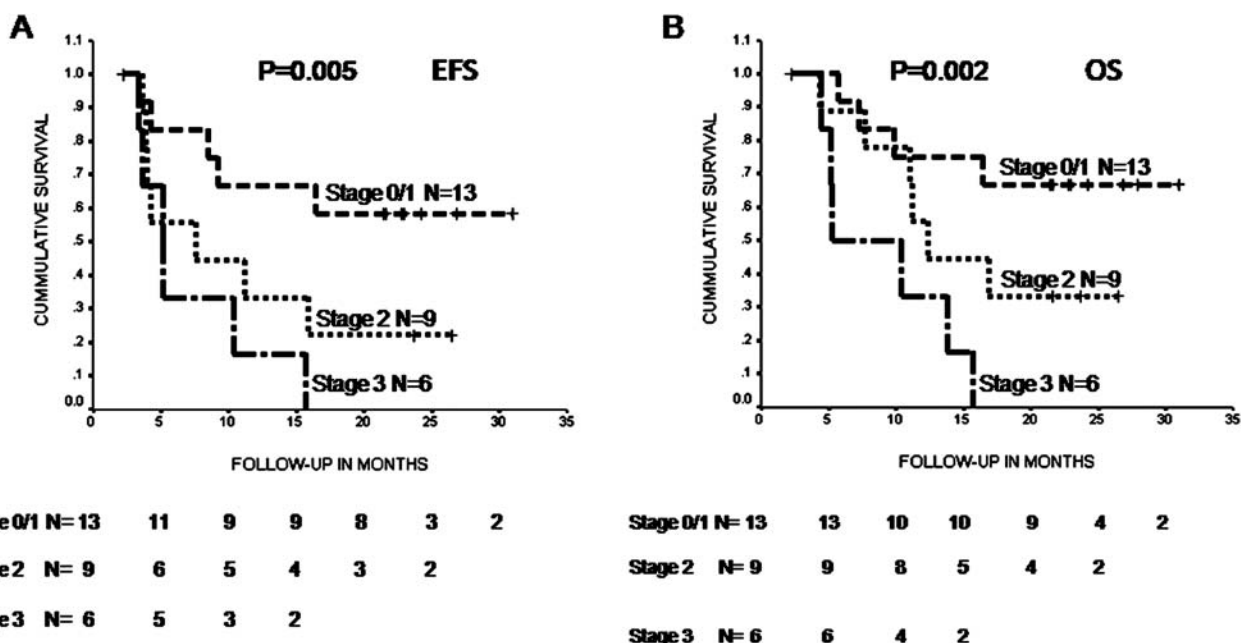 A
P=0.005 EFS
1.1
1.0
.9
.8
.7
.6
.5
.4
.3
.2
.1
0.0
CUMMULATIVE SURVIVAL
Stage 0/1 N=13
Stage 2 N=9
Stage 3 N=6
0 5 10 15 20 25 30 35
FOLLOW-UP IN MONTHS
e 0/1 N= 13 11 9 9 8 3 2
e 2 N= 9 6 5 4 3 2
e 3 N= 6 5 3 2
B
P=0.002 OS
1.1
1.0
.9
.8
.7
.6
.5
.4
.3
.2
.1
0.0
CUMMULATIVE SURVIVAL
Stage 0/1 N=13
Stage 2 N=9
Stage 3 N=6
0 5 10 15 20 25 30 35
FOLLOW-UP IN MONTHS
Stage 0/1 N= 13 13 10 10 9 4 2
Stage 2 N= 9 9 8 5 4 2
Stage 3 N= 6 6 4 2